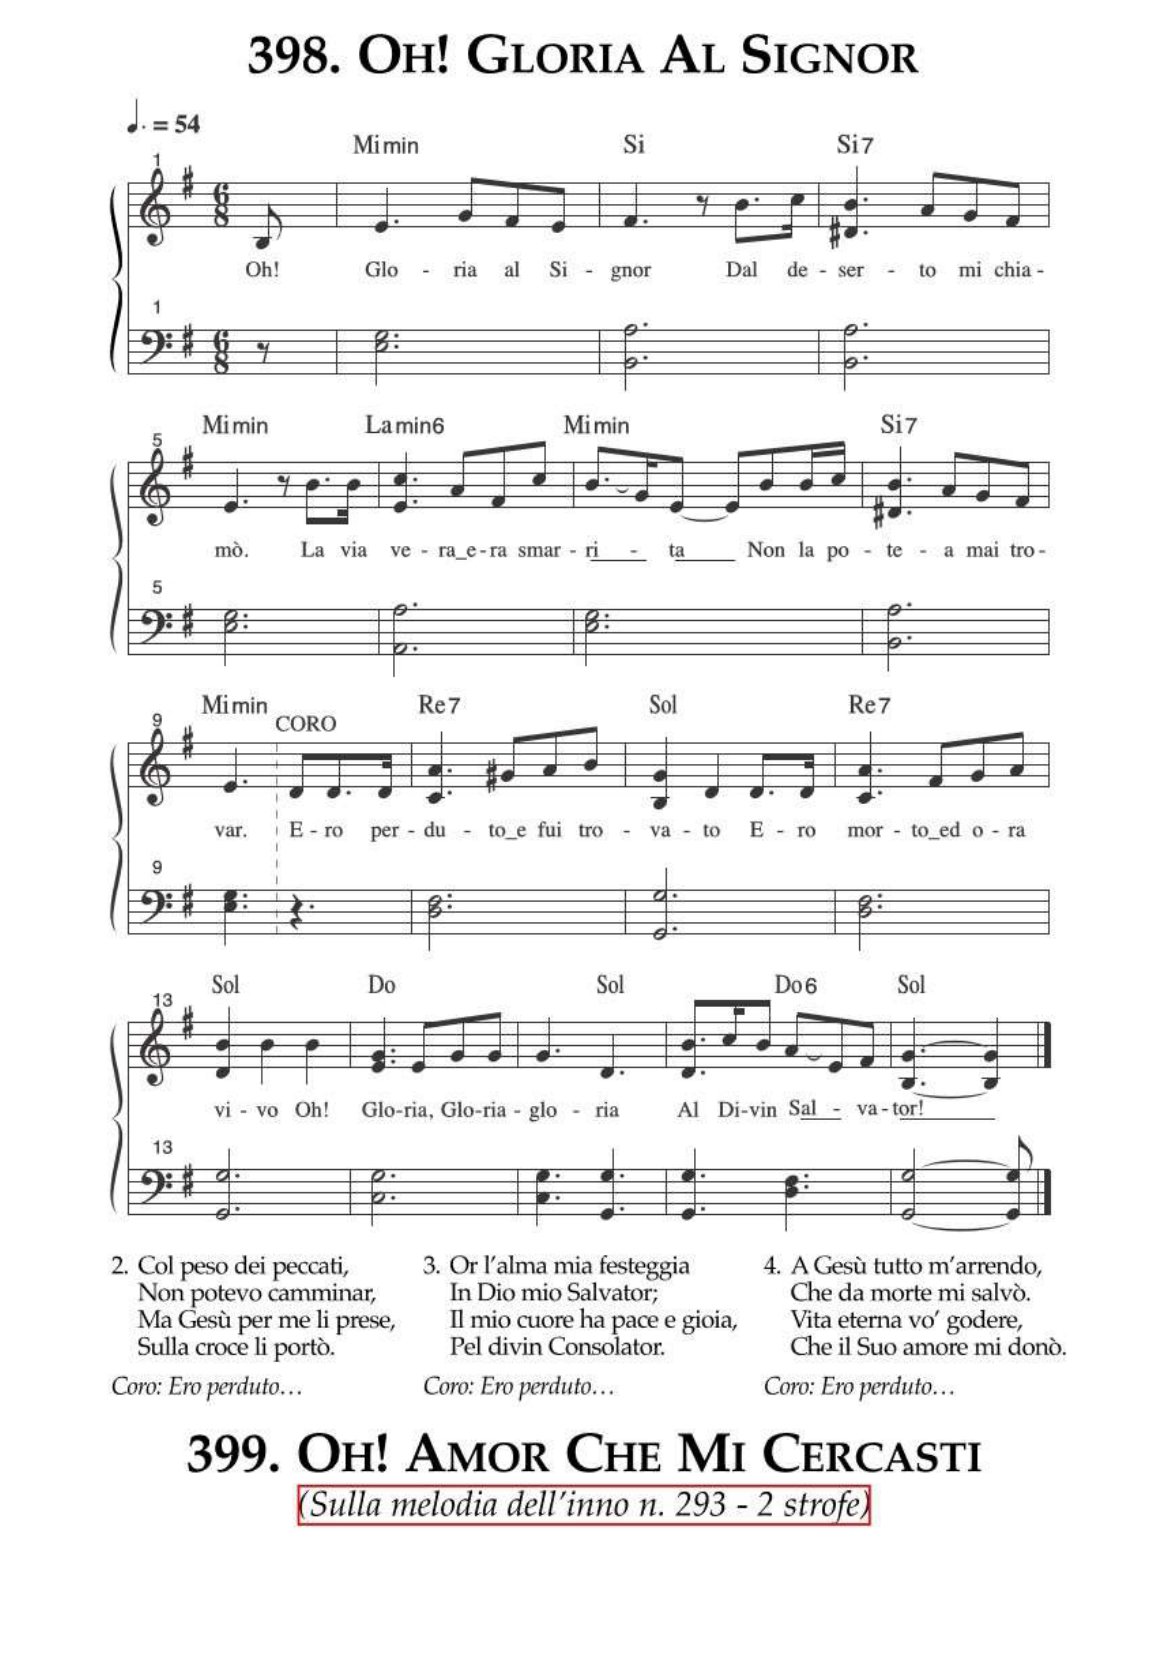 398. OH! GLORIA AL SIGNOR
♩. = 54
Mimin Si Si7
1
6
8
Oh! Glo - ria al Si - gnor Dal de - ser - to mi chia -
1
6
8
Mimin Lamin6 Mimin Si7
5
mò. La via ve - ra_e-ra smar - ri - ta Non la po - te - a mai tro -
5
Mimin Re7 Sol Re7
CORO
9
var. E - ro per - du - to_e fui tro - va - to E - ro mor - to_ed o - ra
9
Sol Do Sol Do6 Sol
13
vi - vo Oh! Glo-ria, Glo-ria - glo - ria Al Di-vin Sal - va-tor!
13
2. Col peso dei peccati,
Non potevo camminar,
Ma Gesù per me li prese,
Sulla croce li portò.
Coro: Ero perduto…
3. Or l’alma mia festeggia
In Dio mio Salvator;
Il mio cuore ha pace e gioia,
Pel divin Consolator.
Coro: Ero perduto…
4. A Gesù tutto m’arrendo,
Che da morte mi salvò.
Vita eterna vo’ godere,
Che il Suo amore mi donò.
Coro: Ero perduto…
399. OH! AMOR CHE MI CERCASTI
(Sulla melodia dell’inno n. 293 - 2 strofe)